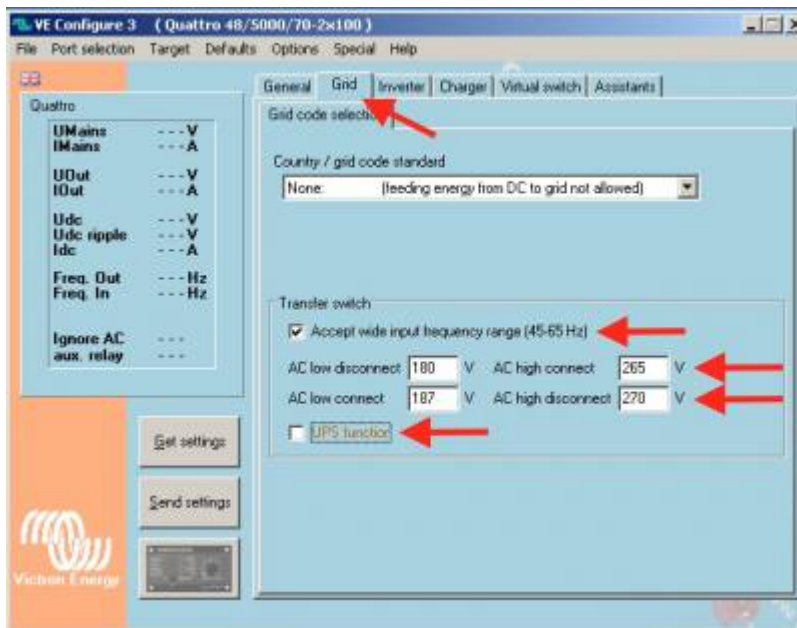 VE Configure 3 ( Quattro 48/5000/70-2x100 )
File Port selection Target Defaults Options Special Help
General Grid Inverter Charger Virtual switch Assistants
Quattro
Grid code selection
UMains ---V
IMains ---A
UOut ---V
IOut ---A
Udc ---V
Udc ripple ---V
Idc ---A
Freq. Out ---Hz
Freq. In ---Hz
Ignore AC ---
aux. relay ---
Country / grid code standard
None: (feeding energy from DC to grid not allowed)
Transfer switch
Accept wide input frequency range (45-65 Hz)
AC low disconnect 180 V AC high connect 265 V
AC low connect 187 V AC high disconnect 270 V
UPS function
Get settings
Send settings
Victron Energy